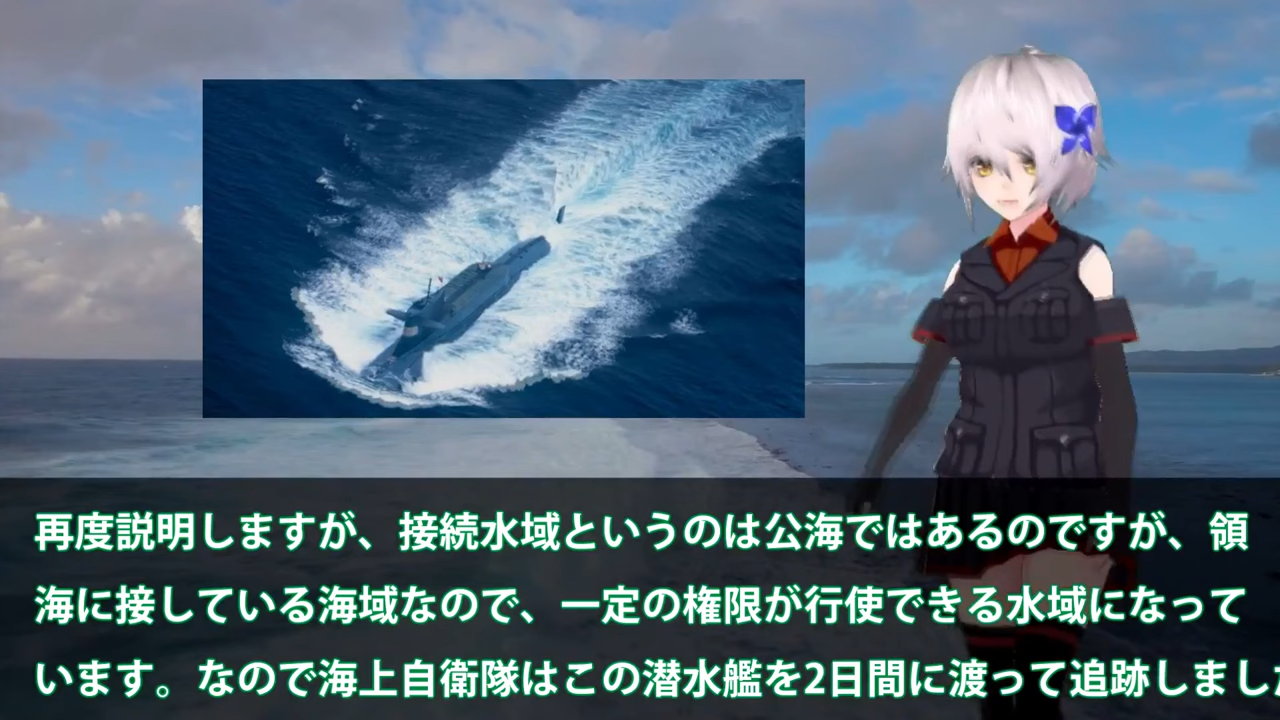 再度説明しますが、接続水域というのは公海ではあるのですが、領
海に接している海域なので、一定の権限が行使できる水域になって
います。なので海上自衛隊はこの潜水艦を2日間に渡って追跡しました